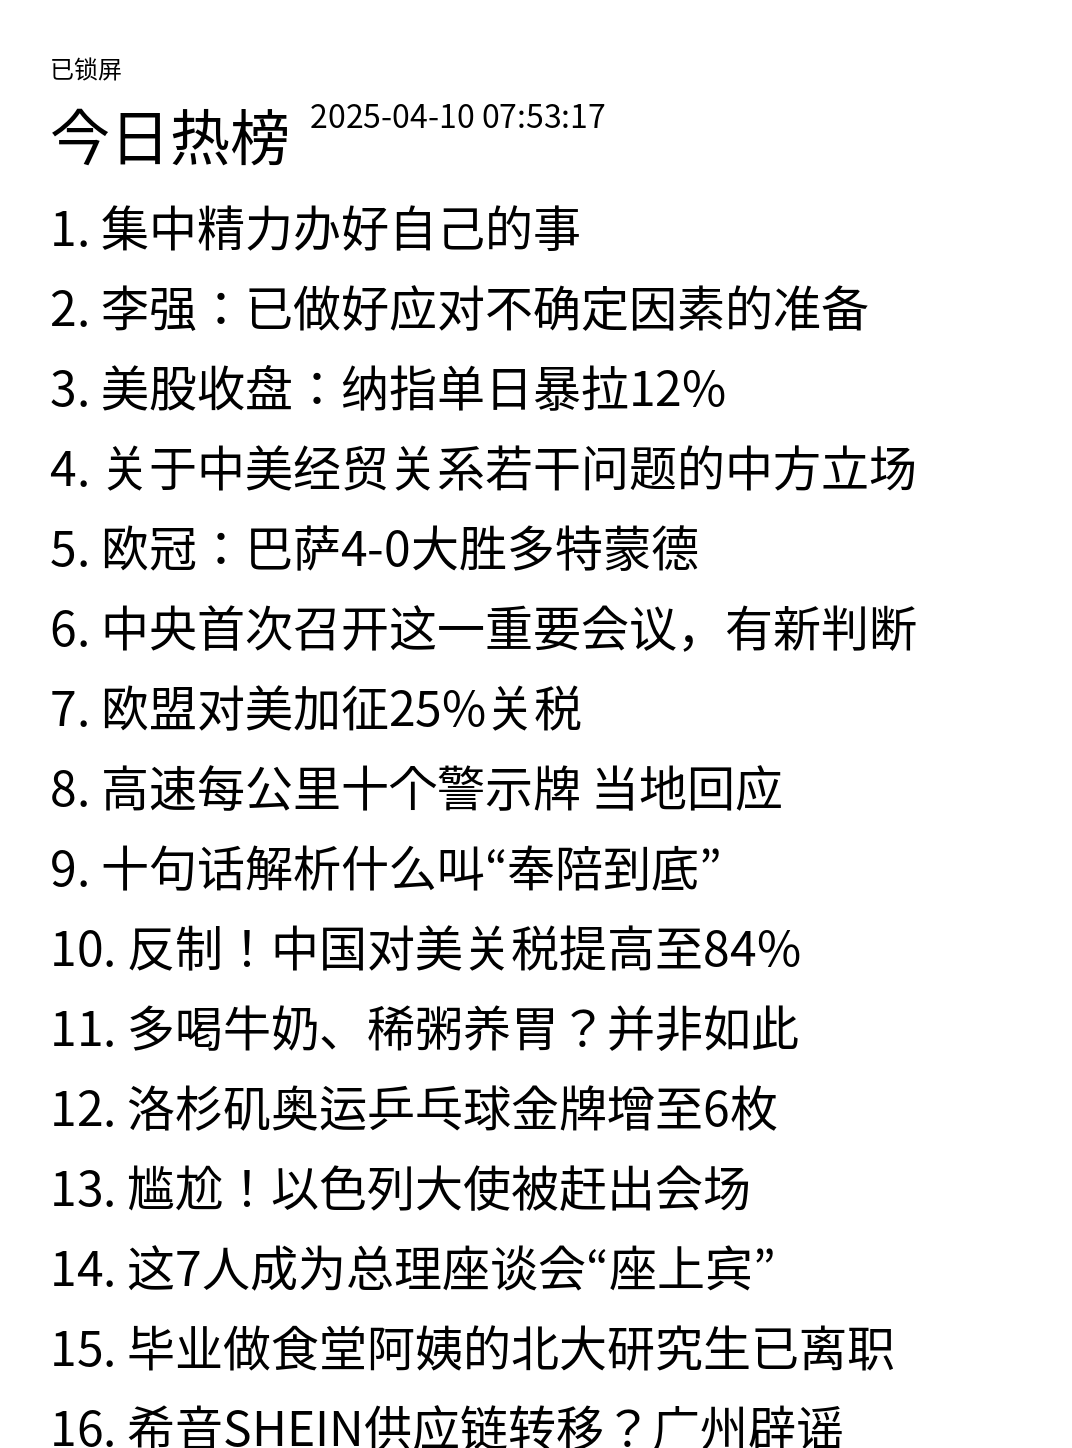 已锁屏
今日热榜 2025-04-10 07:53:17
1. 集中精力办好自己的事
2. 李强：已做好应对不确定因素的准备
3. 美股收盘：纳指单日暴拉12%
4. 关于中美经贸关系若干问题的中方立场
5. 欧冠：巴萨4-0大胜多特蒙德
6. 中央首次召开这一重要会议，有新判断
7. 欧盟对美加征25%关税
8. 高速每公里十个警示牌 当地回应
9. 十句话解析什么叫“奉陪到底”
10. 反制！中国对美关税提高至84%
11. 多喝牛奶、稀粥养胃？并非如此
12. 洛杉矶奥运乒乓球金牌增至6枚
13. 尴尬！以色列大使被赶出会场
14. 这7人成为总理座谈会“座上宾”
15. 毕业做食堂阿姨的北大研究生已离职
16. 希音SHEIN供应链转移？广州辟谣